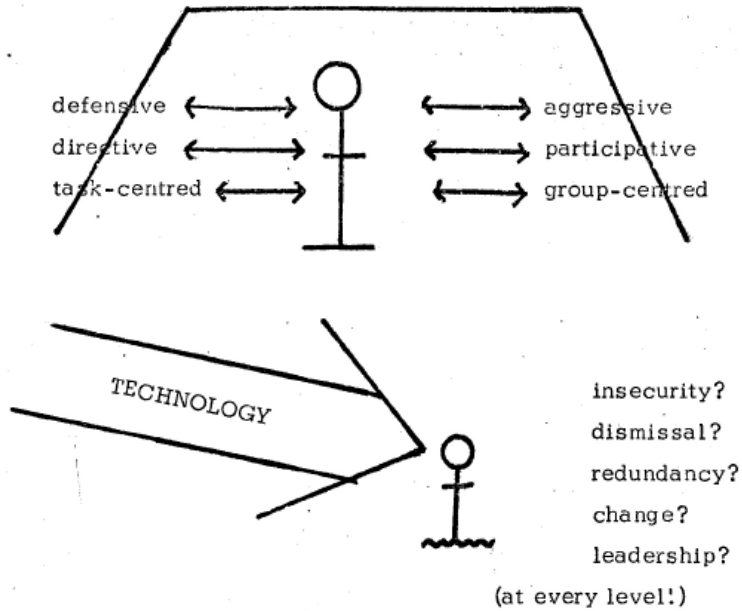 defensive aggressive
directive participative
task-centred group-centred
TECHNOLOGY
insecurity?
dismissal?
redundancy?
change?
leadership?
(at every level!)